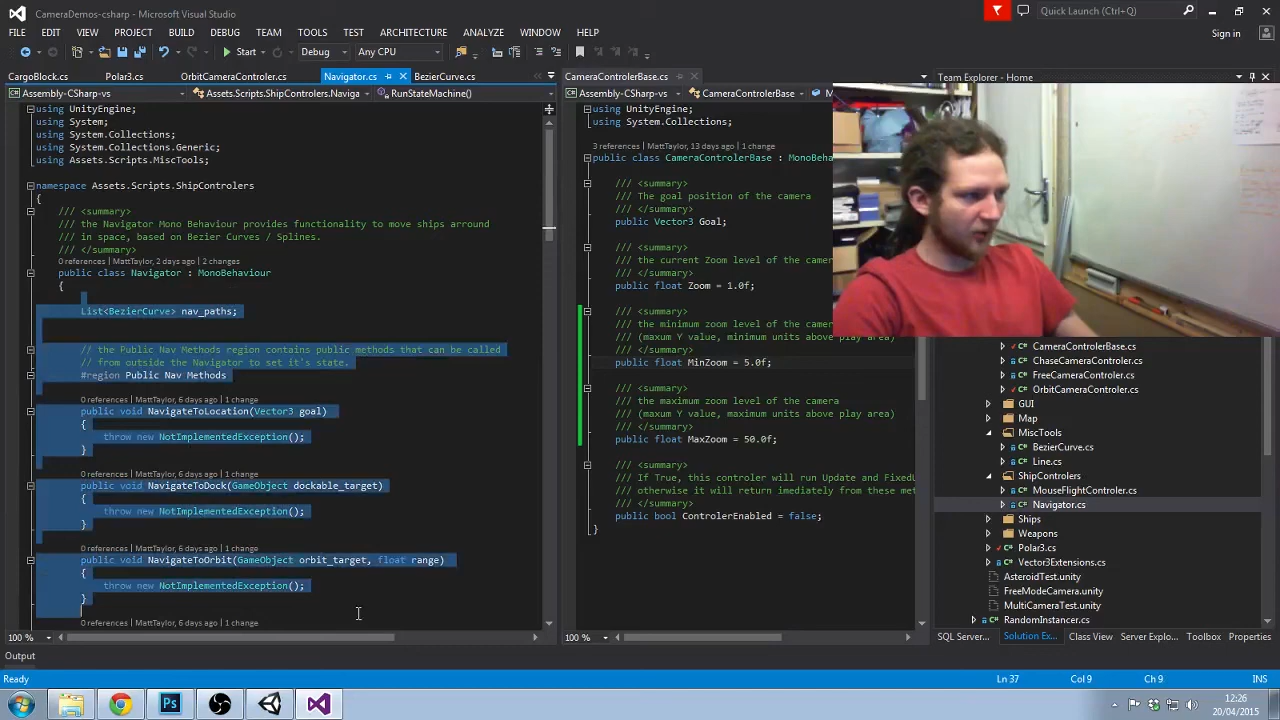 CameraDemos-csharp - Microsoft Visual Studio
Quick Launch (Ctrl+Q)
FILE EDIT VIEW PROJECT BUILD DEBUG TEAM TOOLS TEST ARCHITECTURE ANALYZE WINDOW HELP
Sign in
Start Debug Any CPU
CargoBlock.cs Polar3.cs OrbitCameraControler.cs Navigator.cs BezierCurve.cs
Assembly-CSharp-vs Assets.Scripts.ShipControlers.Naviga RunStateMachine()
using UnityEngine;
using System;
using System.Collections;
using System.Collections.Generic;
using Assets.Scripts.MiscTools;
namespace Assets.Scripts.ShipControlers
{
/// <summary>
/// the Navigator Mono Behaviour provides functionality to move ships arround
/// in space, based on Bezier Curves / Splines.
/// </summary>
0 references | MattTaylor, 2 days ago | 2 changes
public class Navigator : MonoBehaviour
{
List<BezierCurve> nav_paths;
// the Public Nav Methods region contains public methods that can be called
// from outside the Navigator to set it's state.
#region Public Nav Methods
0 references | MattTaylor, 6 days ago | 1 change
public void NavigateToLocation(Vector3 goal)
{
throw new NotImplementedException();
}
0 references | MattTaylor, 6 days ago | 1 change
public void NavigateToDock(GameObject dockable_target)
{
throw new NotImplementedException();
}
0 references | MattTaylor, 6 days ago | 1 change
public void NavigateToOrbit(GameObject orbit_target, float range)
{
throw new NotImplementedException();
}
0 references | MattTaylor, 6 days ago | 1 change
100 %
CameraControlerBase.cs
Assembly-CSharp-vs CameraControlerBase M
using UnityEngine;
using System.Collections;
3 references | MattTaylor, 13 days ago | 1 change
public class CameraControlerBase : MonoBeha
/// <summary>
/// The goal position of the camera
/// </summary>
public Vector3 Goal;
/// <summary>
/// the current Zoom level of the camera
/// </summary>
public float Zoom = 1.0f;
/// <summary>
/// the minimum zoom level of the camera
/// (maxum Y value, minimum units above play area)
/// </summary>
public float MinZoom = 5.0f;
/// <summary>
/// the maximum zoom level of the camera
/// (maxum Y value, maximum units above play area)
/// </summary>
public float MaxZoom = 50.0f;
/// <summary>
/// If True, this controler will run Update and FixedU
/// otherwise it will return imediately from these met
/// </summary>
public bool ControlerEnabled = false;
}
100 %
Team Explorer - Home
CameraControlerBase.cs
ChaseCameraControler.cs
FreeCameraControler.cs
OrbitCameraControler.cs
GUI
Map
MiscTools
BezierCurve.cs
Line.cs
ShipControlers
MouseFlightControler.cs
Navigator.cs
Ships
Weapons
Polar3.cs
Vector3Extensions.cs
AsteroidTest.unity
FreeModeCamera.unity
MultiCameraTest.unity
RandomInstancer.cs
SQL Server... Solution Ex... Class View Server Explo... Toolbox Properties
Output
Ready Ln 37 Col 9 Ch 9 INS
Ps
12:26
20/04/2015